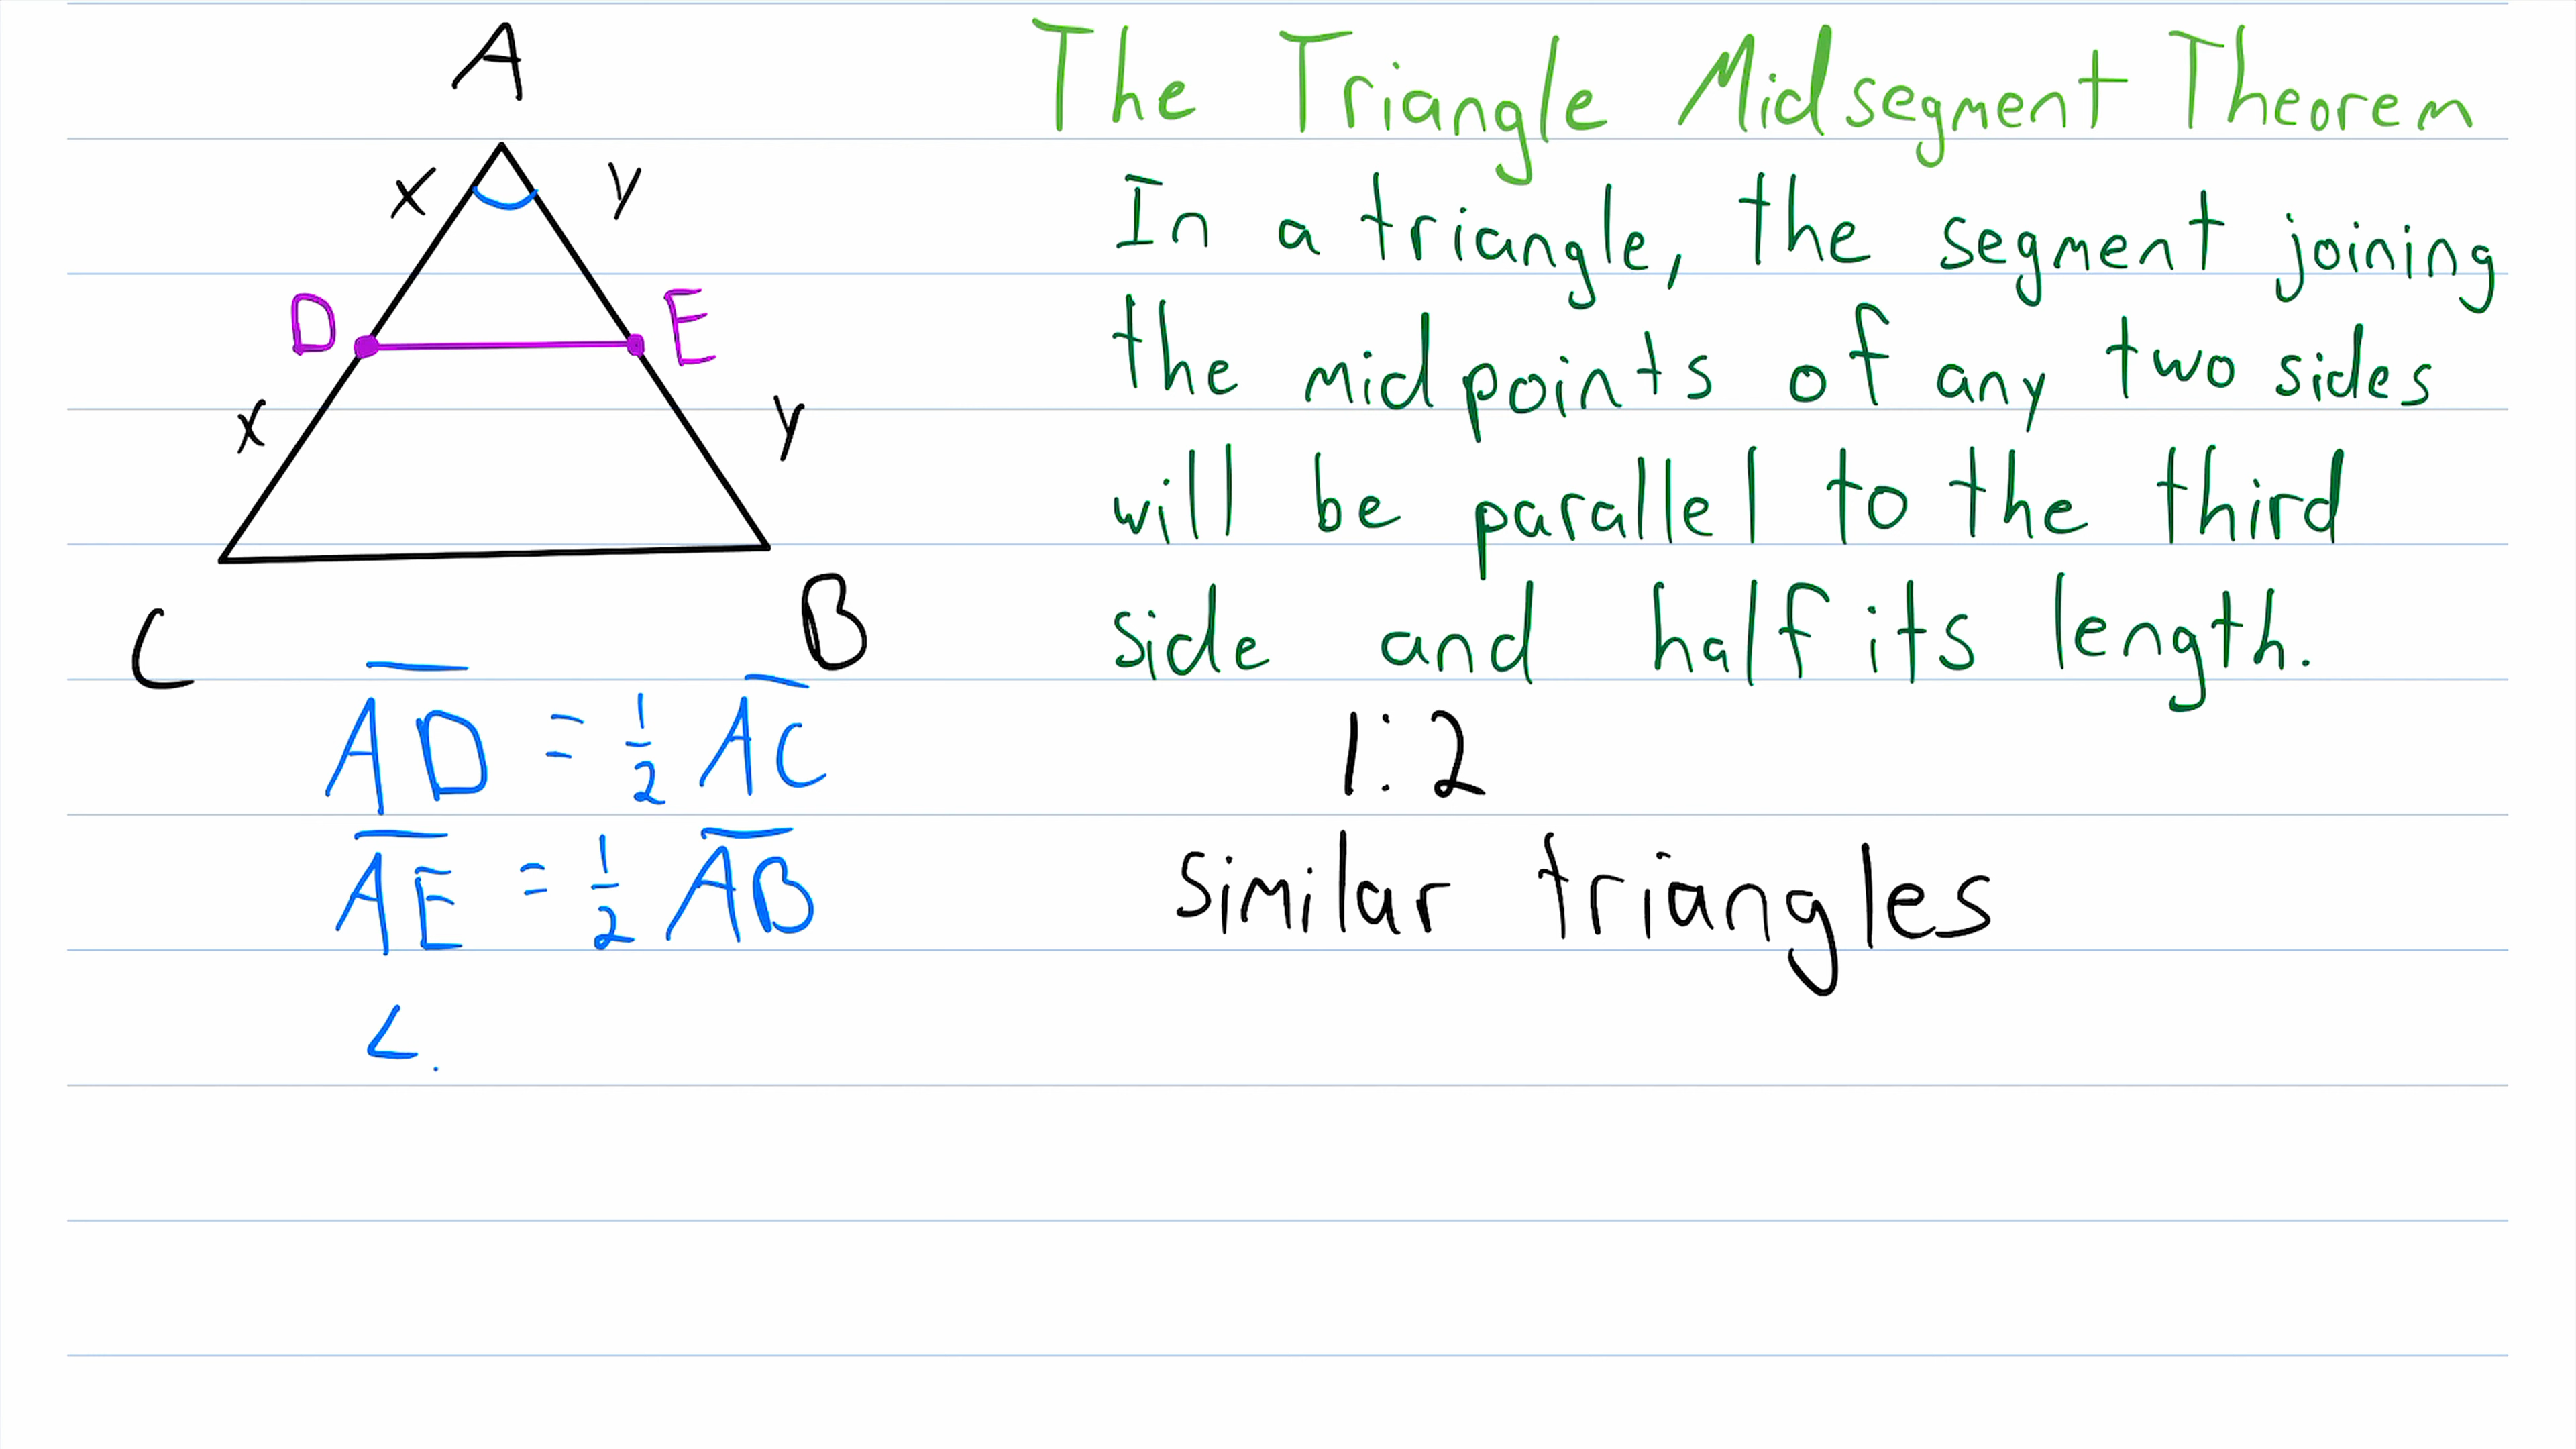 A
The Triangle Midsegment Theorem
x y
In a triangle, the segment joining
D E
the midpoints of any two sides
x y
will be parallel to the third
C B
side and half its length.
AD = 1/2 AC
1:2
AE = 1/2 AB
similar triangles
∠.